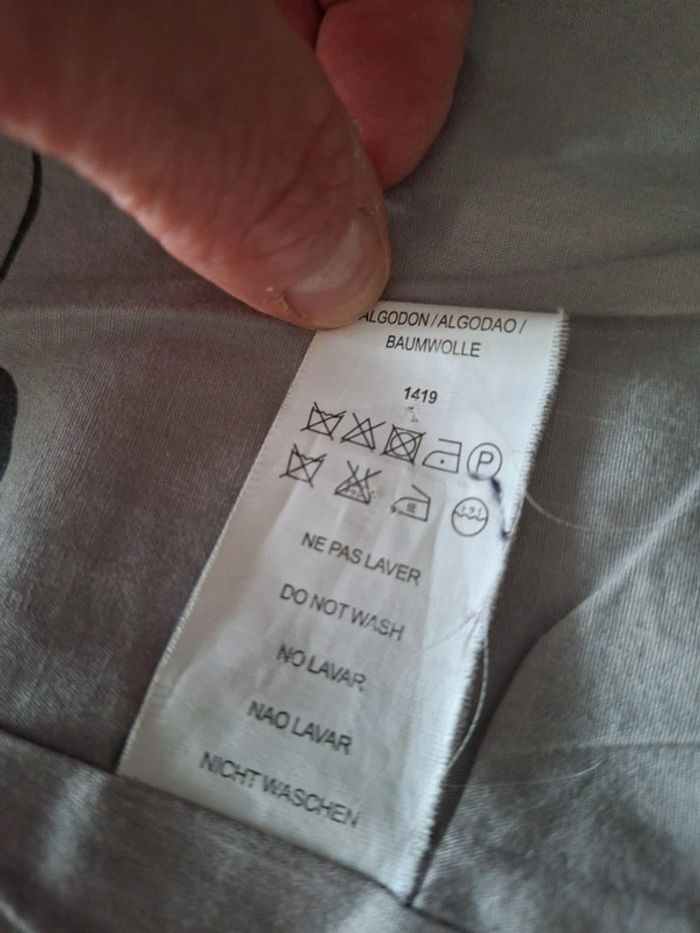 ALGODON / ALGODAO /
BAUMWOLLE
1419
P
NE PAS LAVER
DO NOT WASH
NO LAVAR
NAO LAVAR
NICHT WASCHEN